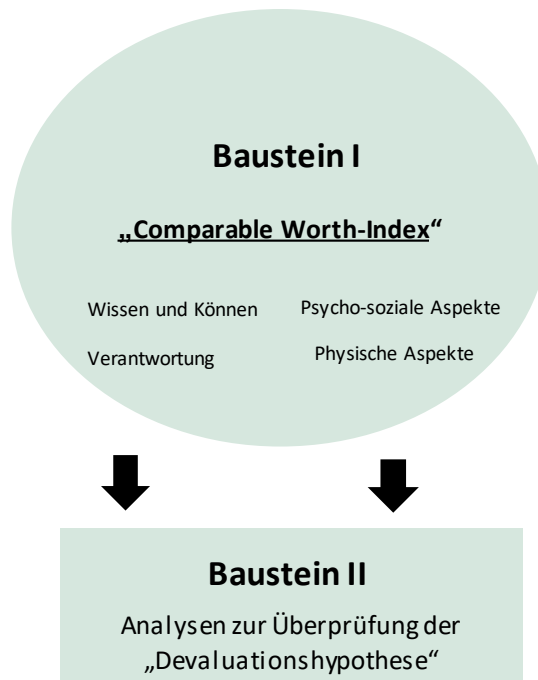 Baustein I
„Comparable Worth-Index“
Wissen und Können Psycho-soziale Aspekte
Verantwortung Physische Aspekte
Baustein II
Analysen zur Überprüfung der
„Devaluationshypothese“